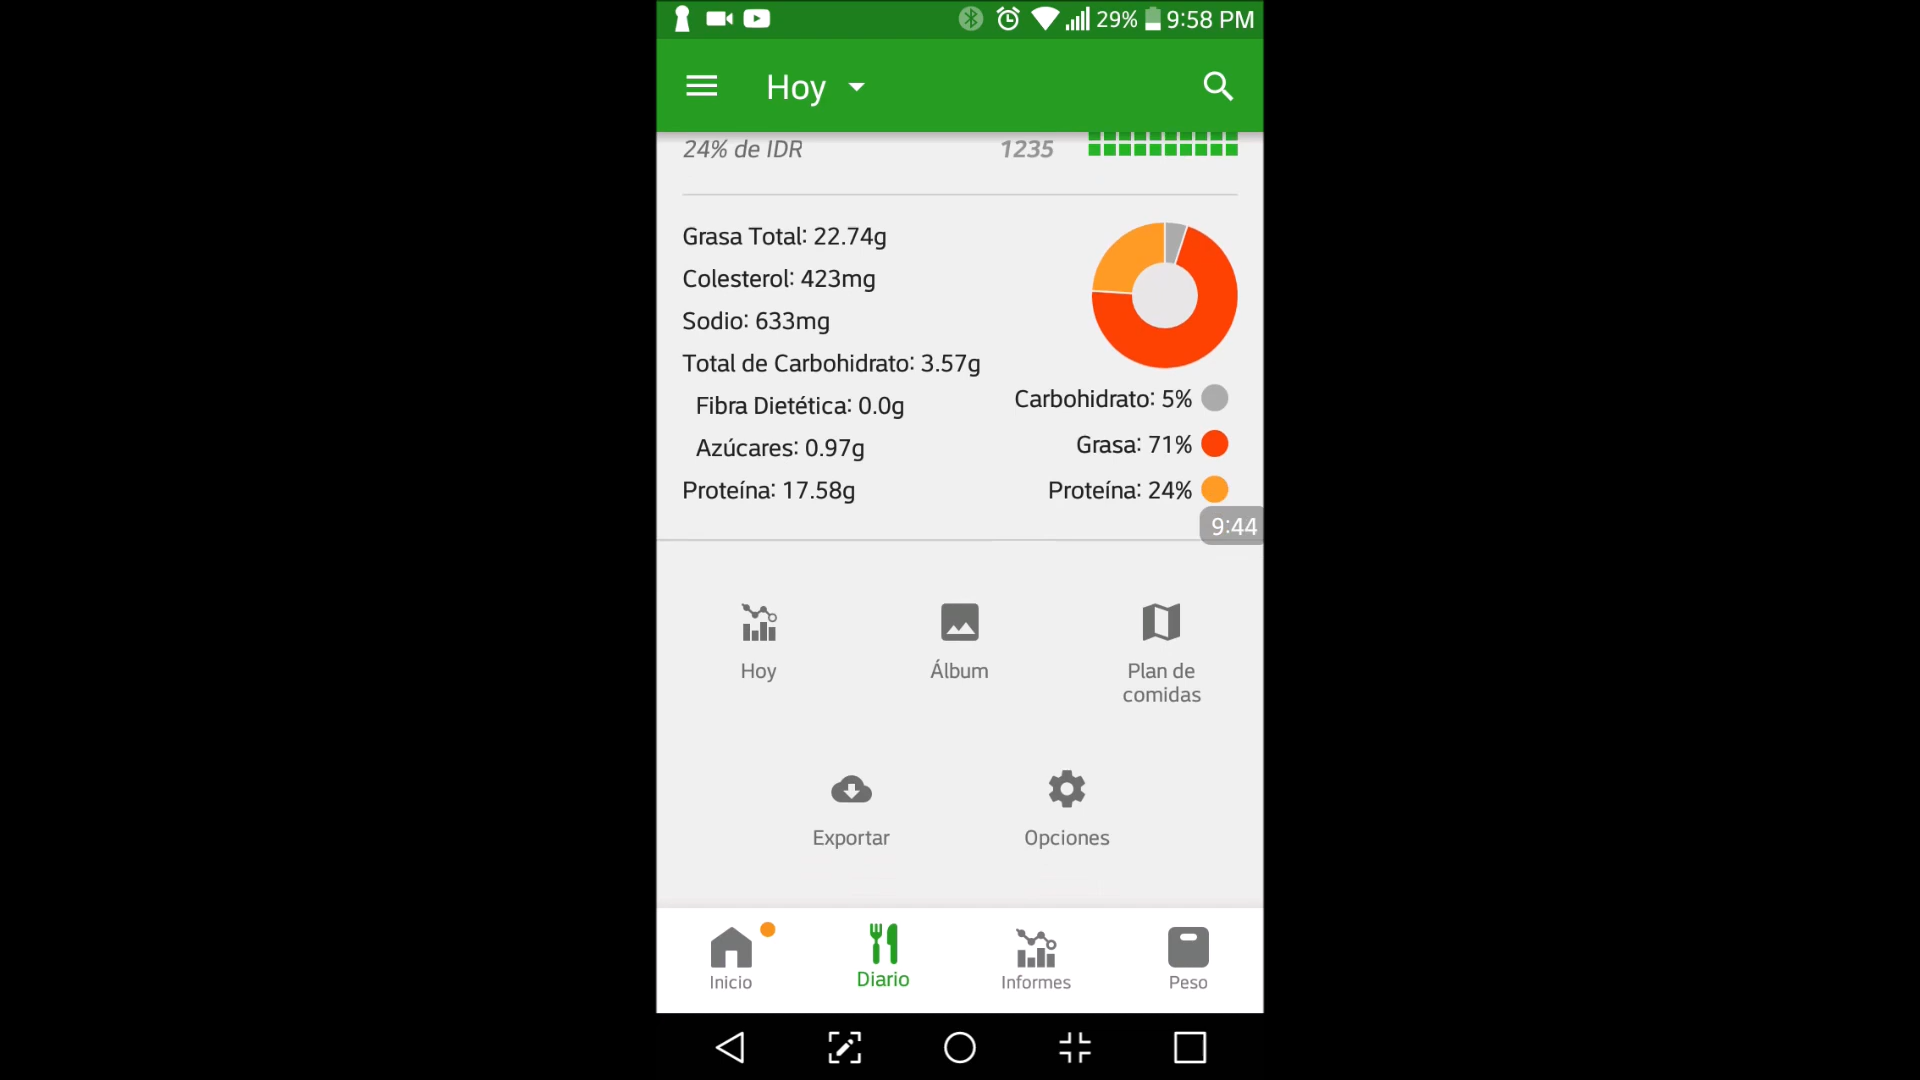 29% 9:58 PM
Hoy
24% de IDR 1235
Grasa Total: 22.74g
Colesterol: 423mg
Sodio: 633mg
Total de Carbohidrato: 3.57g
Fibra Dietética: 0.0g
Azúcares: 0.97g
Proteína: 17.58g
Carbohidrato: 5%
Grasa: 71%
Proteína: 24%
9:44
Hoy
Álbum
Plan de
comidas
Exportar
Opciones
Inicio
Diario
Informes
Peso